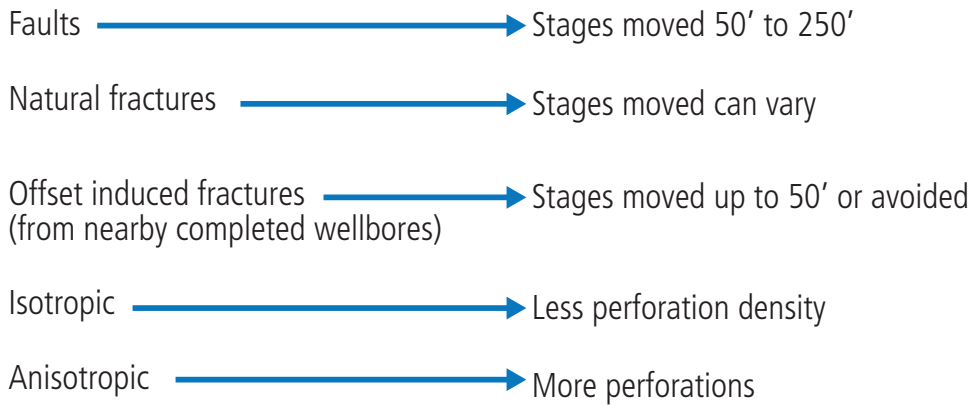 Faults Stages moved 50′ to 250′
Natural fractures Stages moved can vary
Offset induced fractures Stages moved up to 50′ or avoided
(from nearby completed wellbores)
Isotropic Less perforation density
Anisotropic More perforations